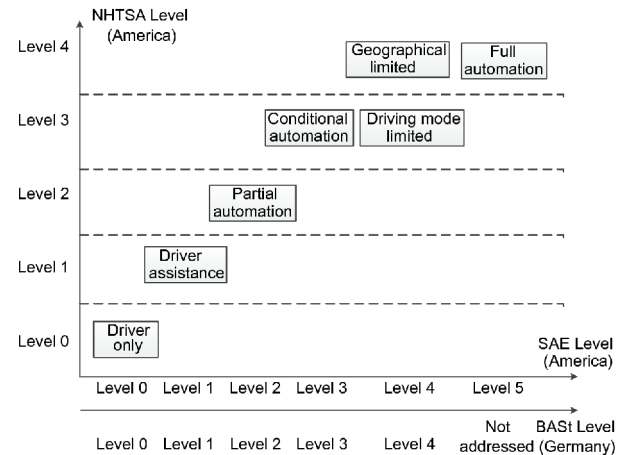 NHTSA Level
(America)
Level 4
Geographical
limited
Full
automation
Level 3
Conditional
automation
Driving mode
limited
Level 2
Partial
automation
Level 1
Driver
assistance
Level 0
Driver
only
SAE Level
(America)
Level 0 Level 1 Level 2 Level 3 Level 4 Level 5
Not BASt Level
Level 0 Level 1 Level 2 Level 3 Level 4 addressed (Germany)